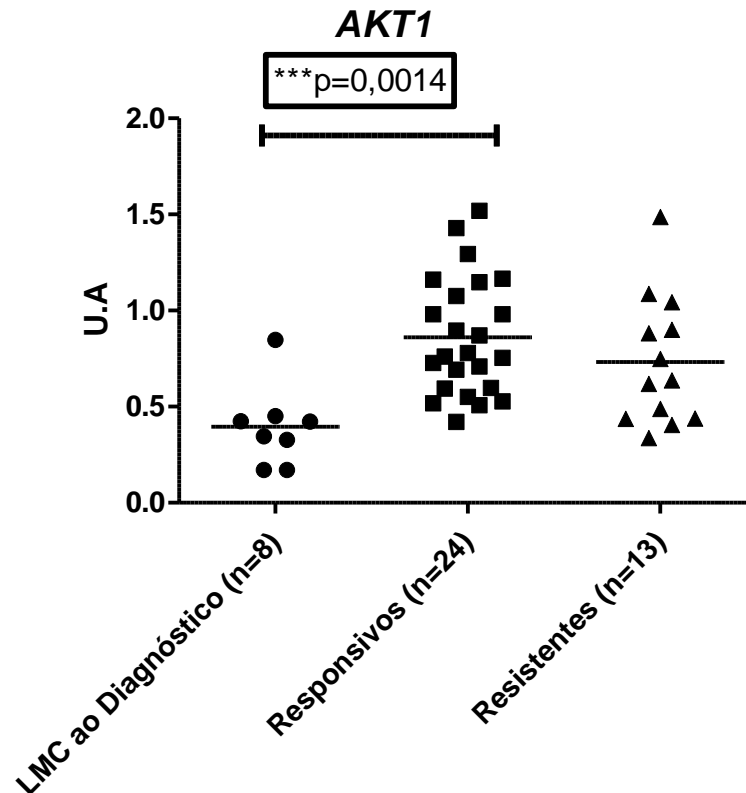 AKT1
***p=0,0014
2.0
1.5
1.0
0.5
0.0
U.A
LMC ao Diagnóstico (n=8)
Responsivos (n=24)
Resistentes (n=13)